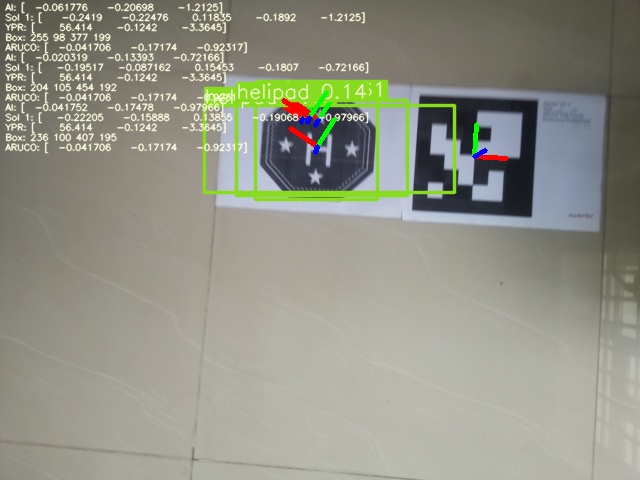 AI: [ -0.061776 -0.20698 -1.2125]
Sol 1: [ -0.2419 -0.22476 0.11835 -0.1892 -1.2125]
YPR: [ 56.414 -0.1242 -3.3645]
Box: 255 98 377 199
ARUCO: [ -0.041706 -0.17174 -0.92317]
AI: [ -0.020319 -0.13393 -0.72166]
Sol 1: [ -0.19517 -0.087162 0.15453 -0.1807 -0.72166]
YPR: [ 56.414 -0.1242 -3.3645]
Box: 204 105 454 192
ARUCO: [ -0.041706 -0.17174
AI: [ -0.041752 -0.17478 -0.97966]
Sol 1: [ -0.22205 -0.15888 0.13855 -0.19068 -0.97966]
YPR: [ 56.414 -0.1242 -3.3645]
Box: 236 100 407 195
ARUCO: [ -0.041706 -0.17174 -0.92317]
helipad
H